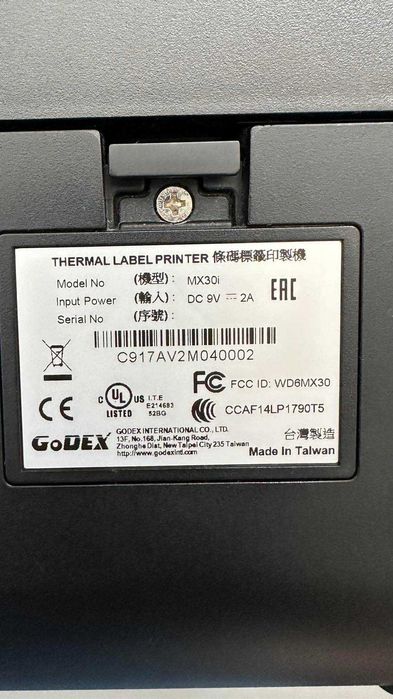 THERMAL LABEL PRINTER 條碼標籤印製機
Model No (機型): MX30i
Input Power (輸入): DC 9V ⎓ 2A
EAC
Serial No (序號):
C917AV2M040002
CE
C UL US LISTED
I.T.E
E214683
52BG
FC FCC ID: WD6MX30
CCAF14LP1790T5
GoDEX
GODEX INTERNATIONAL CO., LTD.
13F, No.168, Jian-Kang Road,
Zhonghe Dist, New Taipei City 235 Taiwan
http://www.godexintl.com
台灣製造
Made In Taiwan